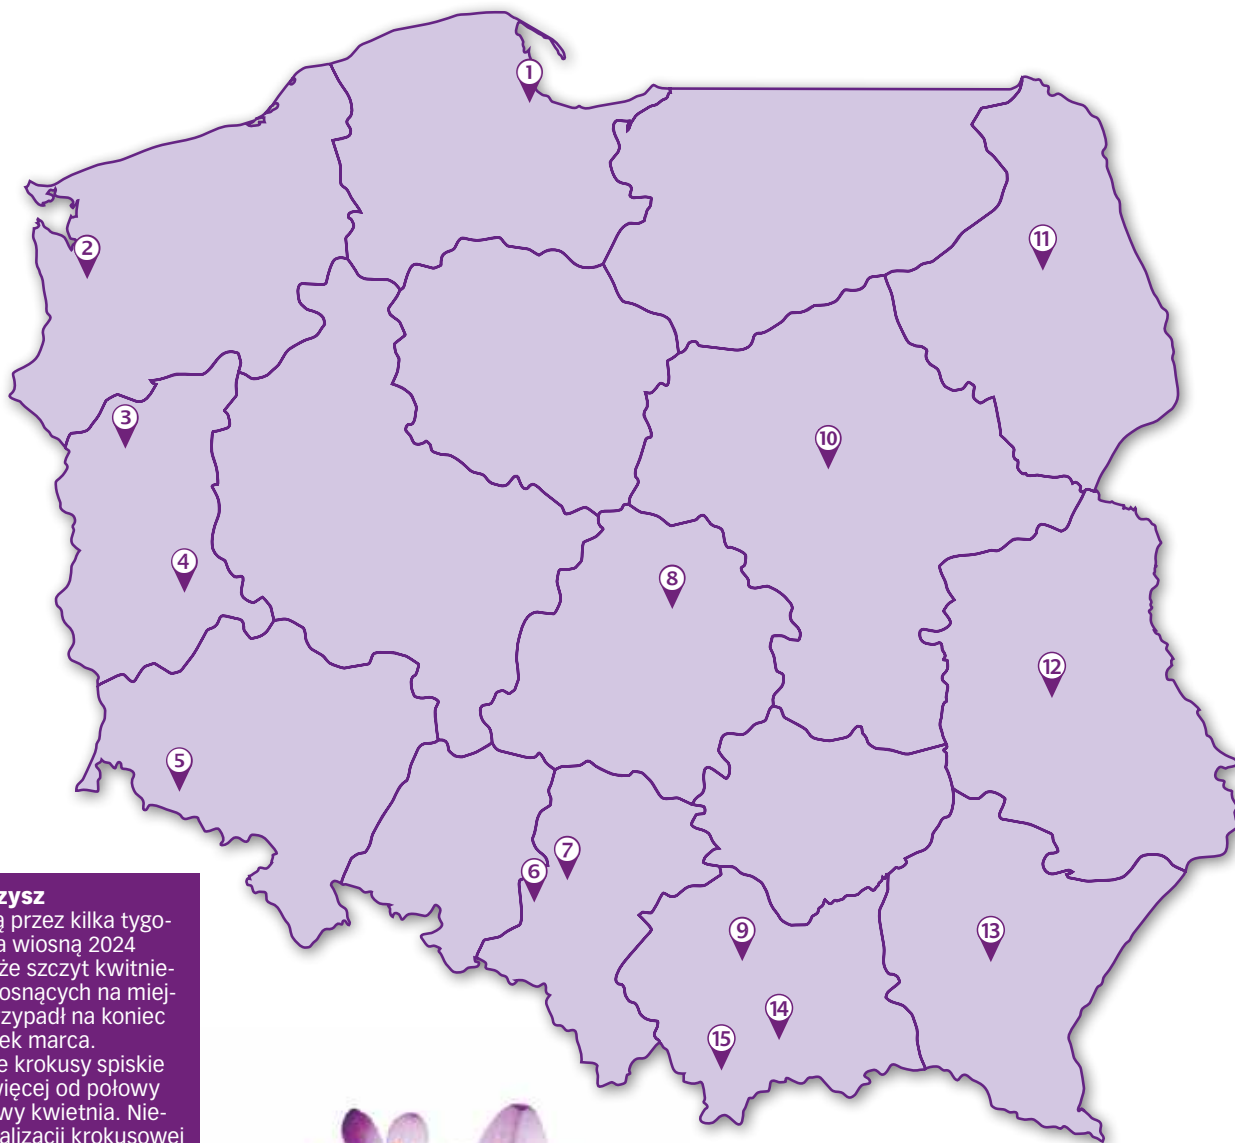 1
2
11
3
10
4
8
12
5
7
6
9
13
14
15
zysz
ą przez kilka tygo-
a wiosną 2024
że szczyt kwitnie-
osnących na miej-
zypadł na koniec
ek marca.
e krokusy spiskie
więcej od połowy
wy kwietnia. Nie-
alizacji krokusowej